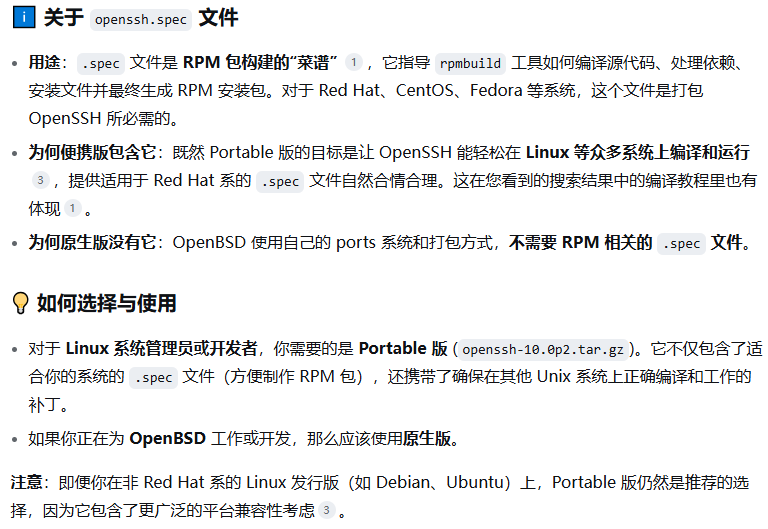 关于 openssh.spec 文件
用途：.spec 文件是 RPM 包构建的“菜谱” 1 ，它指导 rpmbuild 工具如何编译源代码、处理依赖、
安装文件并最终生成 RPM 安装包。对于 Red Hat、CentOS、Fedora 等系统，这个文件是打包
OpenSSH 所必需的。
为何便携版包含它：既然 Portable 版的目标是让 OpenSSH 能轻松在 Linux 等众多系统上编译和运行
3 ，提供适用于 Red Hat 系的 .spec 文件自然合情合理。这在您看到的搜索结果中的编译教程里也有
体现 1 。
为何原生版没有它：OpenBSD 使用自己的 ports 系统和打包方式，不需要 RPM 相关的 .spec 文件。
如何选择与使用
对于 Linux 系统管理员或开发者，你需要的是 Portable 版 (openssh-10.0p2.tar.gz)。它不仅包含了适
合你的系统的 .spec 文件（方便制作 RPM 包），还携带了确保在其他 Unix 系统上正确编译和工作的
补丁。
如果你正在为 OpenBSD 工作或开发，那么应该使用原生版。
注意：即便你在非 Red Hat 系的 Linux 发行版（如 Debian、Ubuntu）上，Portable 版仍然是推荐的选
择，因为它包含了更广泛的平台兼容性考虑 3 。